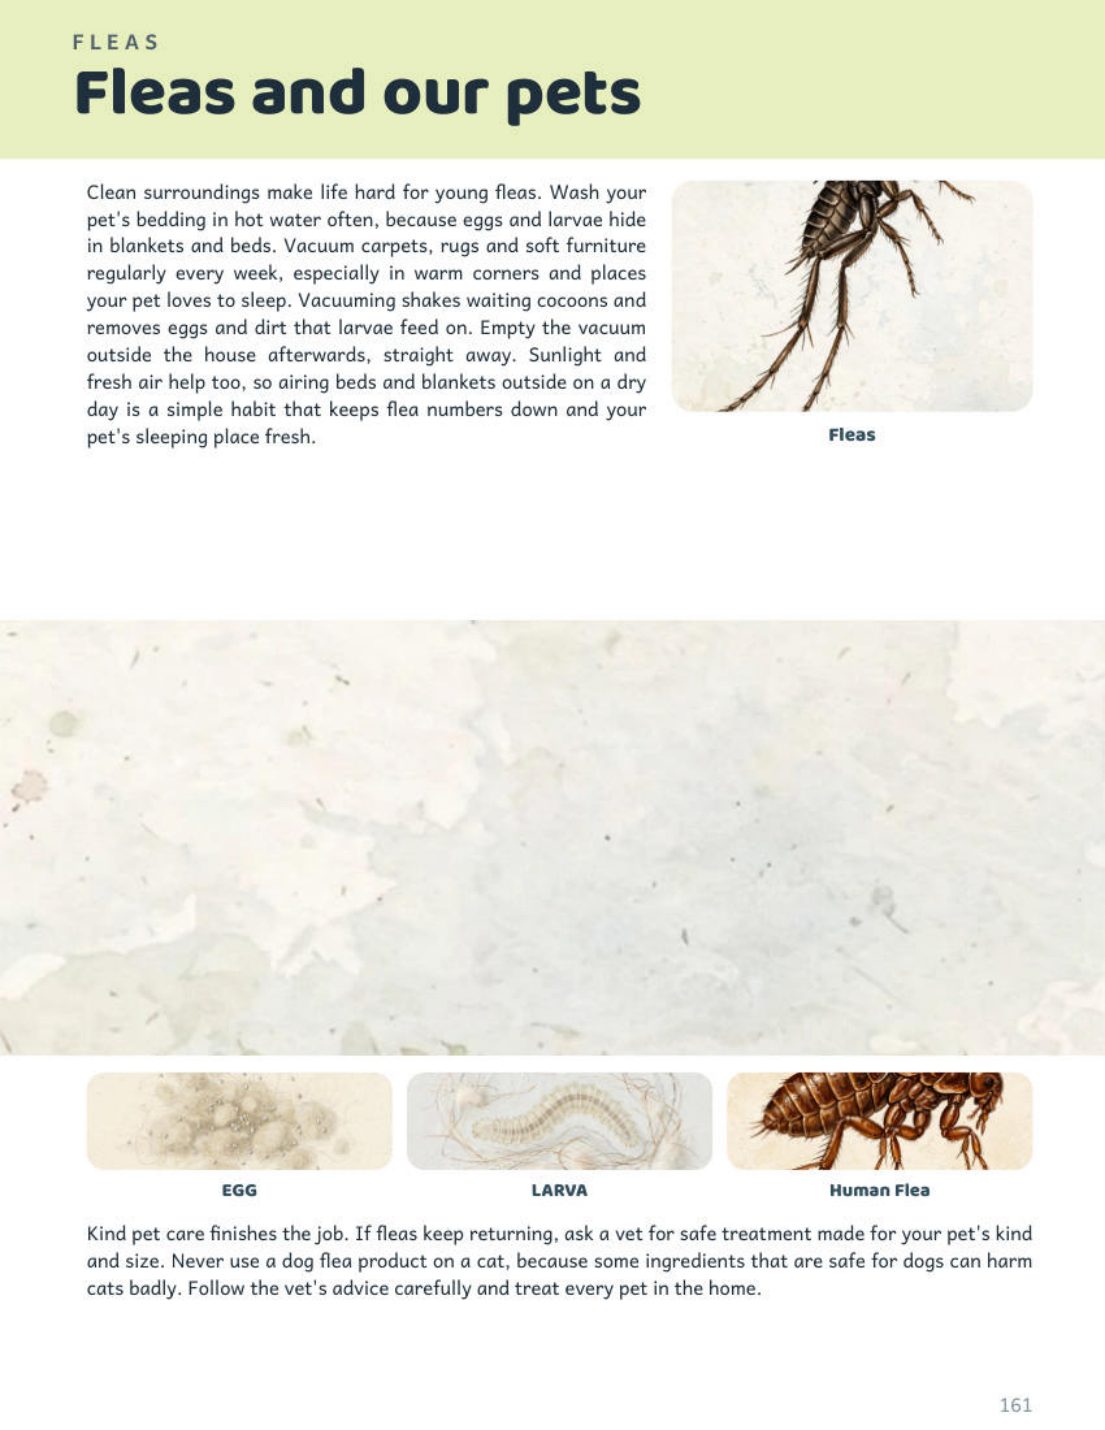 FLEAS
Fleas and our pets
Clean surroundings make life hard for young fleas. Wash your
pet's bedding in hot water often, because eggs and larvae hide
in blankets and beds. Vacuum carpets, rugs and soft furniture
regularly every week, especially in warm corners and places
your pet loves to sleep. Vacuuming shakes waiting cocoons and
removes eggs and dirt that larvae feed on. Empty the vacuum
outside the house afterwards, straight away. Sunlight and
fresh air help too, so airing beds and blankets outside on a dry
day is a simple habit that keeps flea numbers down and your
pet's sleeping place fresh.
Fleas
EGG
LARVA
Human Flea
Kind pet care finishes the job. If fleas keep returning, ask a vet for safe treatment made for your pet's kind
and size. Never use a dog flea product on a cat, because some ingredients that are safe for dogs can harm
cats badly. Follow the vet's advice carefully and treat every pet in the home.
161